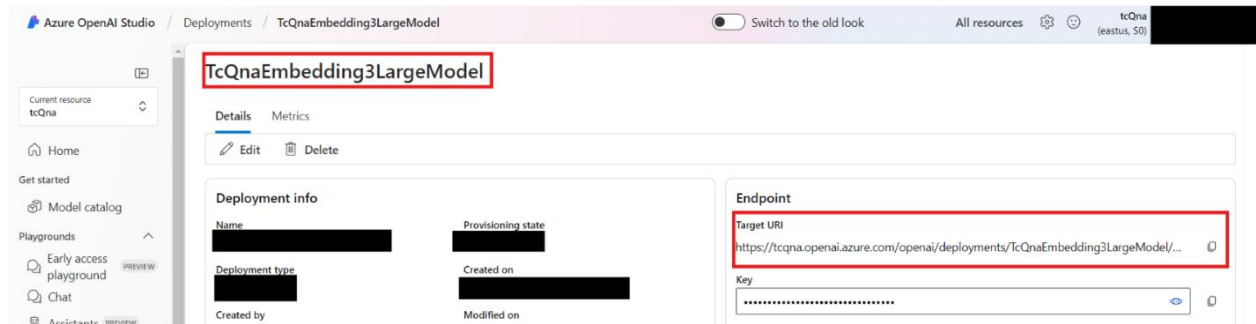 Azure OpenAI Studio / Deployments / TcQnaEmbedding3LargeModel
Switch to the old look
All resources
tcQna
(eastus, S0)
Current resource
tcQna
Home
Get started
Model catalog
Playgrounds
Early access
playground
PREVIEW
Chat
Assistants PREVIEW
TcQnaEmbedding3LargeModel
Details Metrics
Edit Delete
Deployment info
Name
Provisioning state
Deployment type
Created on
Created by
Modified on
Endpoint
Target URI
https://tcqna.openai.azure.com/openai/deployments/TcQnaEmbedding3LargeModel/...
Key
••••••••••••••••••••••••••••••••